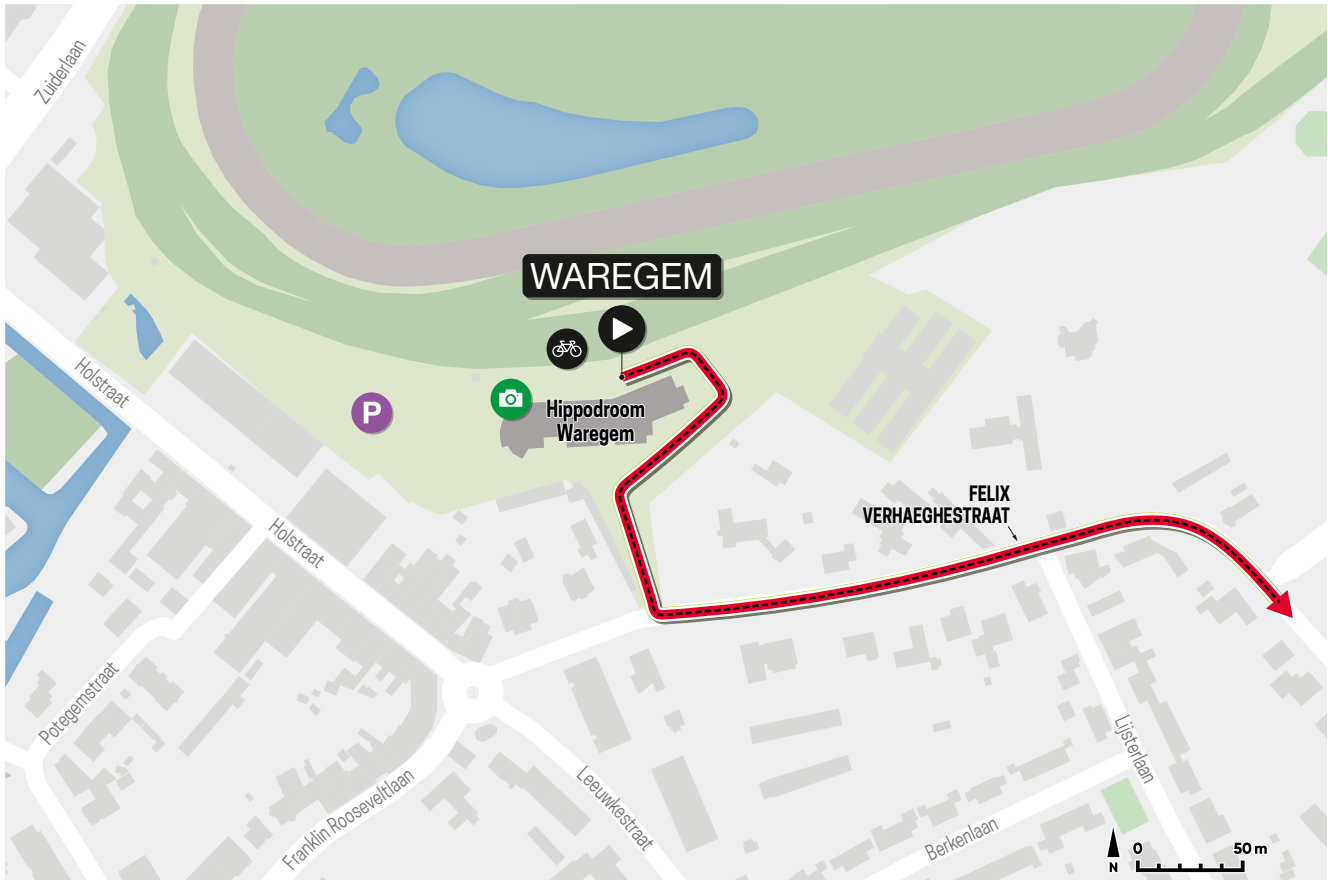 Zuiderlaan
WAREGEM
Holstraat
P
Hippodroom
Waregem
FELIX
VERHAEGHESTRAAT
Holstraat
Potegemstraat
Franklin Rooseveltlaan
Leeuwkestraat
Lijsterlaan
Berkenlaan
N
0 50 m